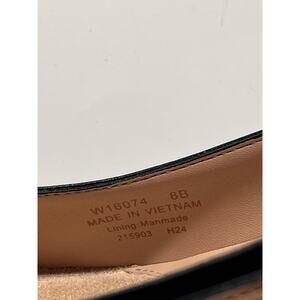 W16074 8B
MADE IN VIETNAM
Lining:Manmade
215903 H24